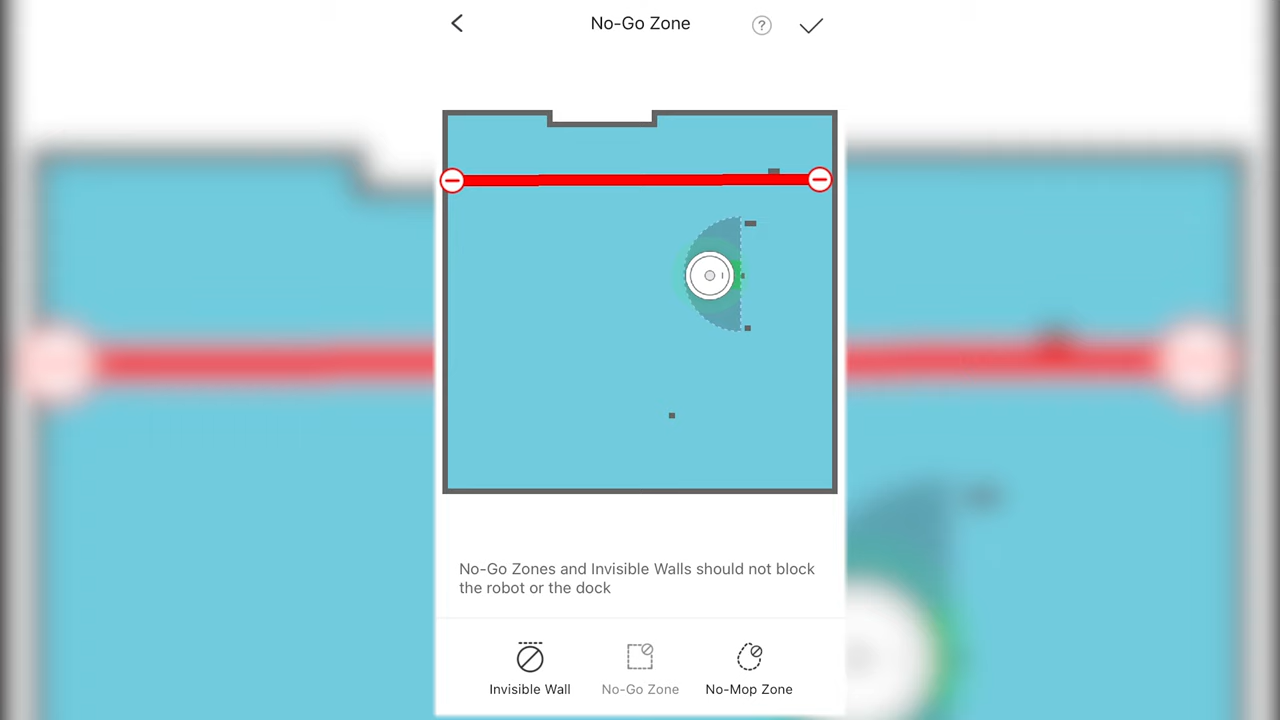 No-Go Zone
?
No-Go Zones and Invisible Walls should not block
the robot or the dock
Invisible Wall
No-Go Zone
No-Mop Zone